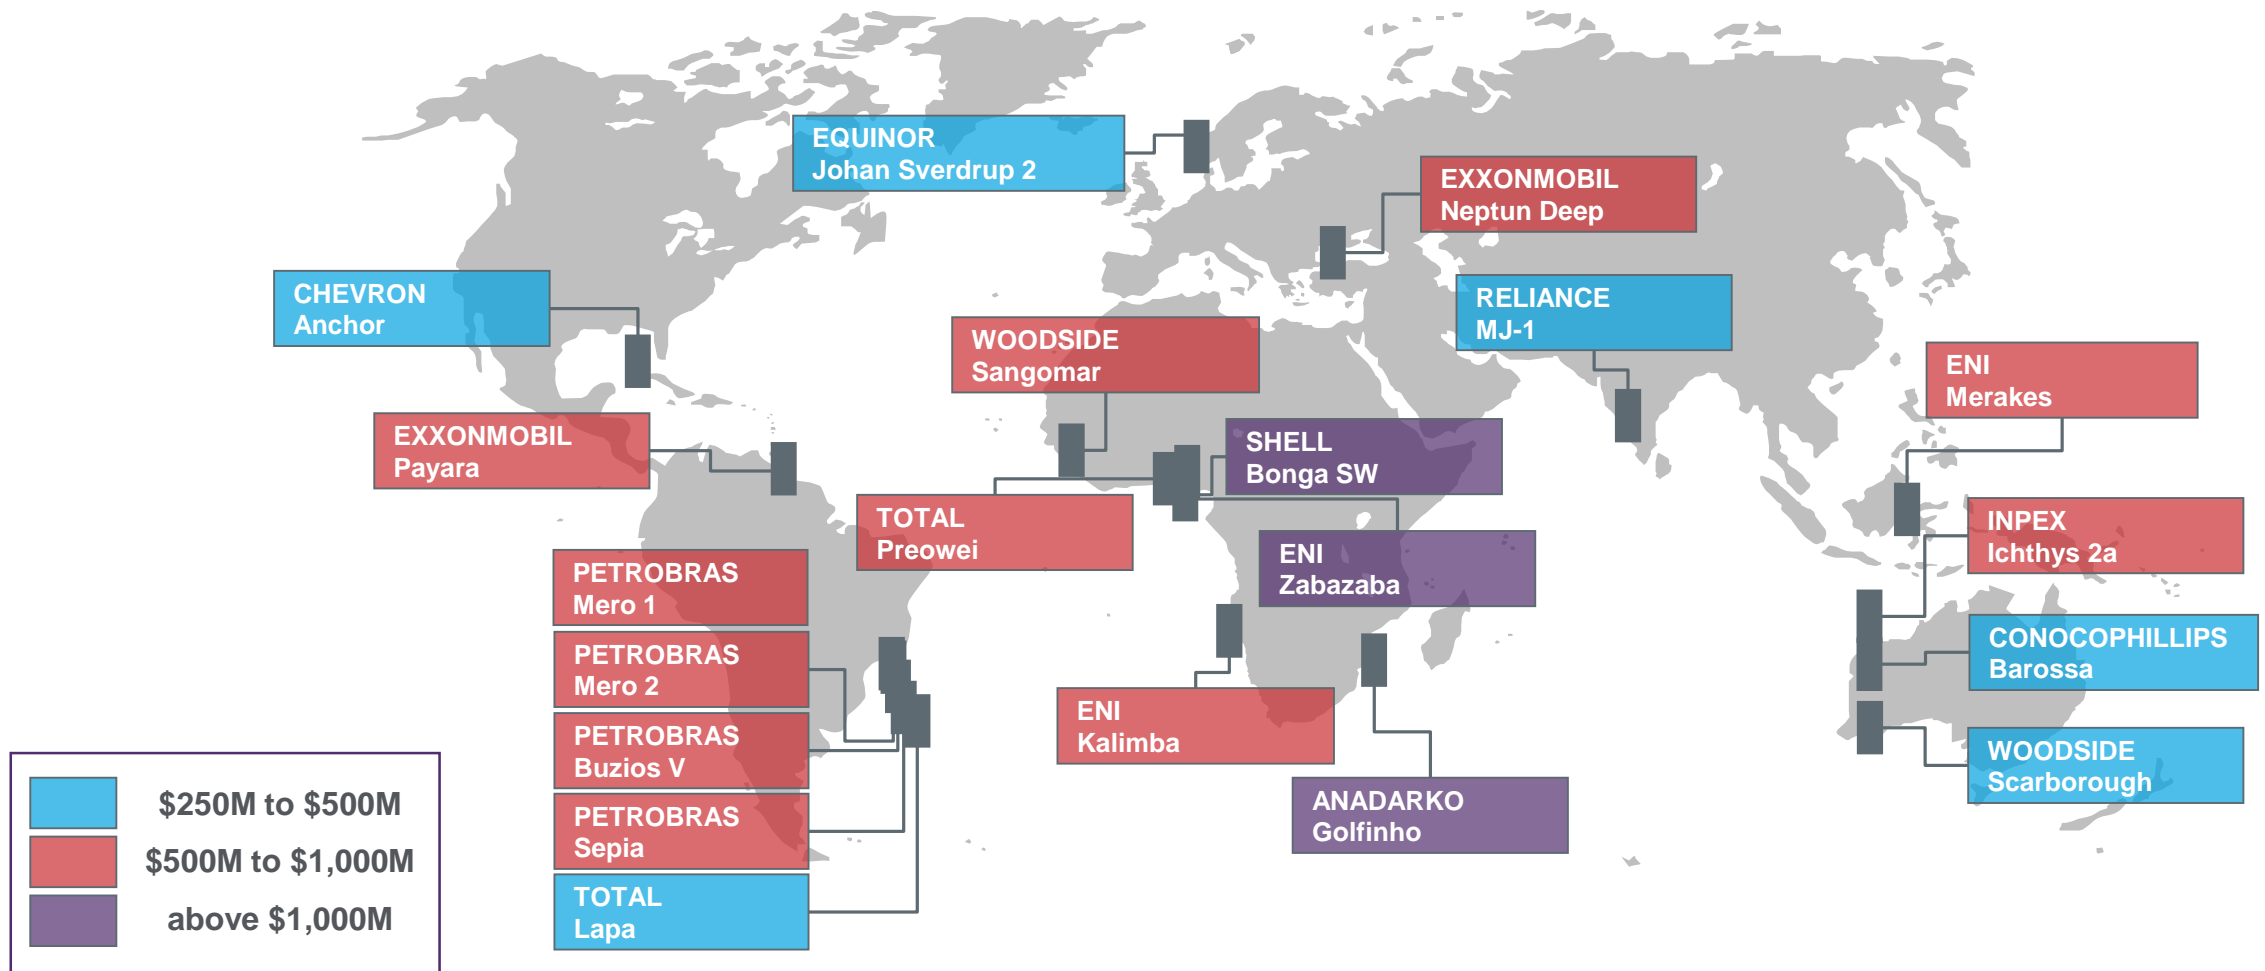 EQUINOR
Johan Sverdrup 2
EXXONMOBIL
Neptun Deep
CHEVRON
Anchor
RELIANCE
MJ-1
WOODSIDE
Sangomar
ENI
Merakes
EXXONMOBIL
Payara
SHELL
Bonga SW
TOTAL
Preowei
INPEX
Ichthys 2a
ENI
Zabazaba
PETROBRAS
Mero 1
PETROBRAS
Mero 2
CONOCOPHILLIPS
Barossa
ENI
Kalimba
PETROBRAS
Buzios V
WOODSIDE
Scarborough
ANADARKO
Golfinho
PETROBRAS
Sepia
TOTAL
Lapa
$250M to $500M
$500M to $1,000M
above $1,000M